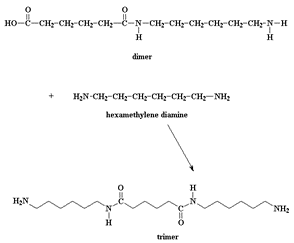 O O
HO-C-CH₂-CH₂-CH₂-CH₂-C-N-CH₂-CH₂-CH₂-CH₂-CH₂-CH₂-N-H
H H
dimer
+ H₂N-CH₂-CH₂-CH₂-CH₂-CH₂-CH₂-NH₂
hexamethylene diamine
H
H₂N O N NH₂
N O
H
trimer